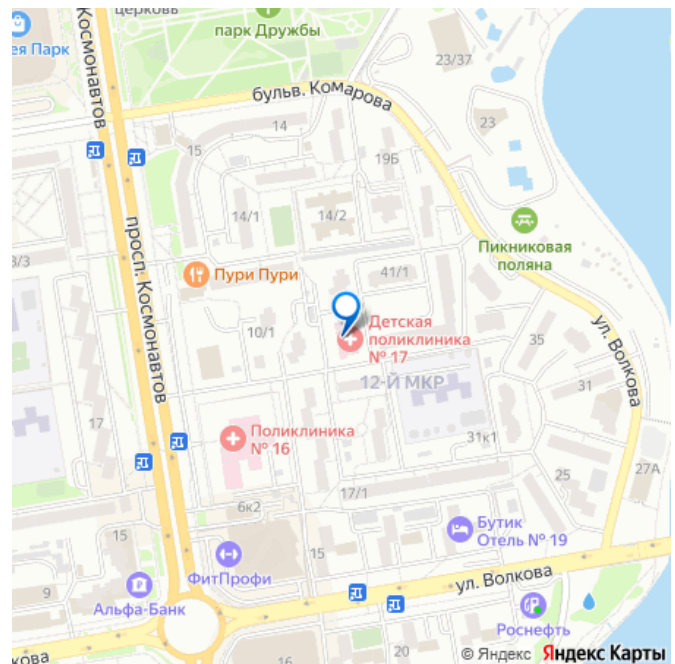 церковь
парк Дружбы
ея Парк
Космонавтов
бульв. Комарова
23/37
14
15
23
19Б
14/1
14/2
просп. Космонавтов
3/3
Пури Пури
41/1
Пикниковая
поляна
10/1
Детская
поликлиника
№ 17
35
ул. Волкова
12-Й МКР
31
17
Поликлиника
№ 16
31к1
25
27А
17/1
6к2
15
15
Бутик
Отель № 19
ФитПрофи
9
Альфа-Банк
ул. Волкова
Роснефть
кова
16
20
© Яндекс Яндекс Карты